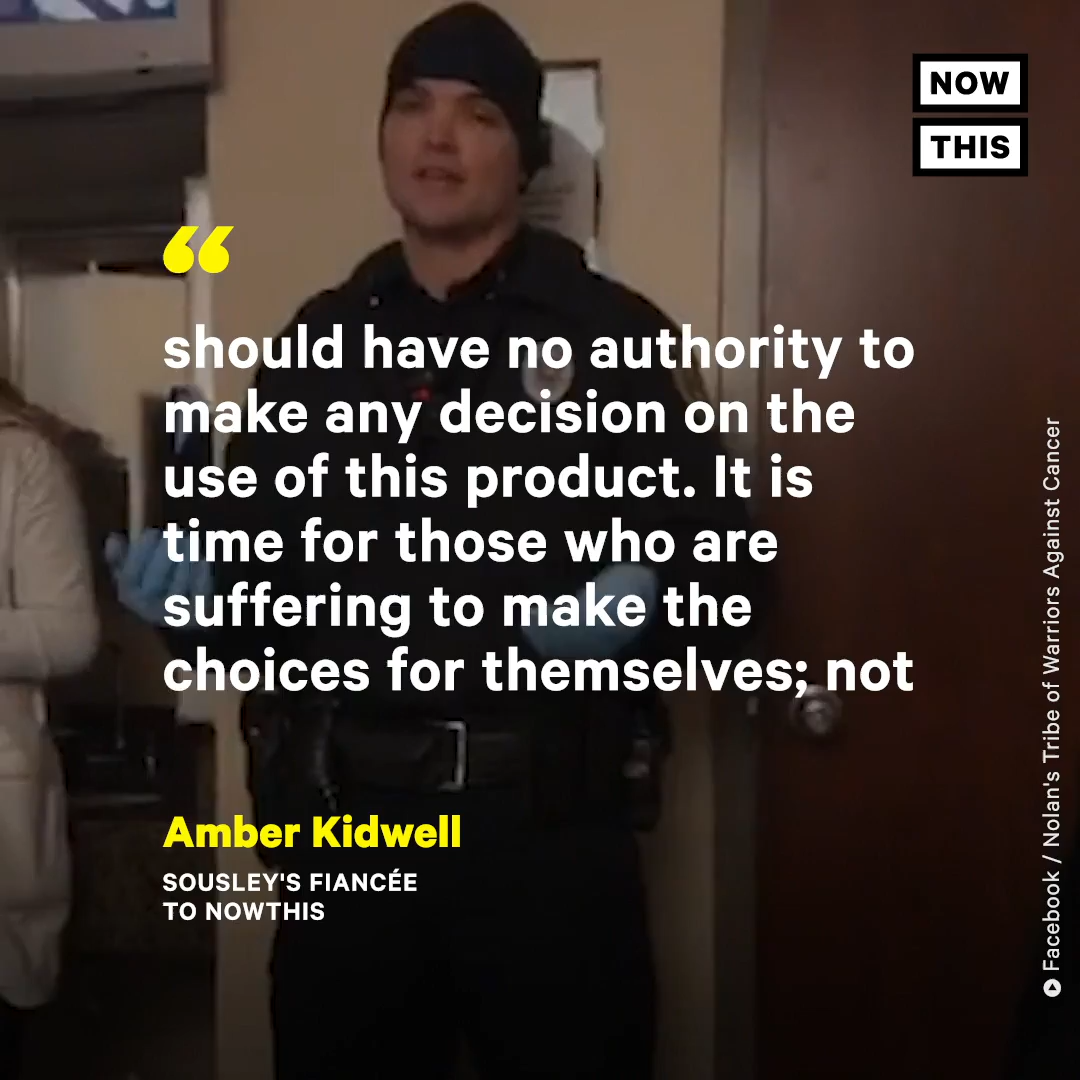 NOW
THIS
“
should have no authority to
make any decision on the
use of this product. It is
time for those who are
suffering to make the
choices for themselves; not
Amber Kidwell
SOUSLEY'S FIANCÉE
TO NOWTHIS
Facebook / Nolan's Tribe of Warriors Against Cancer